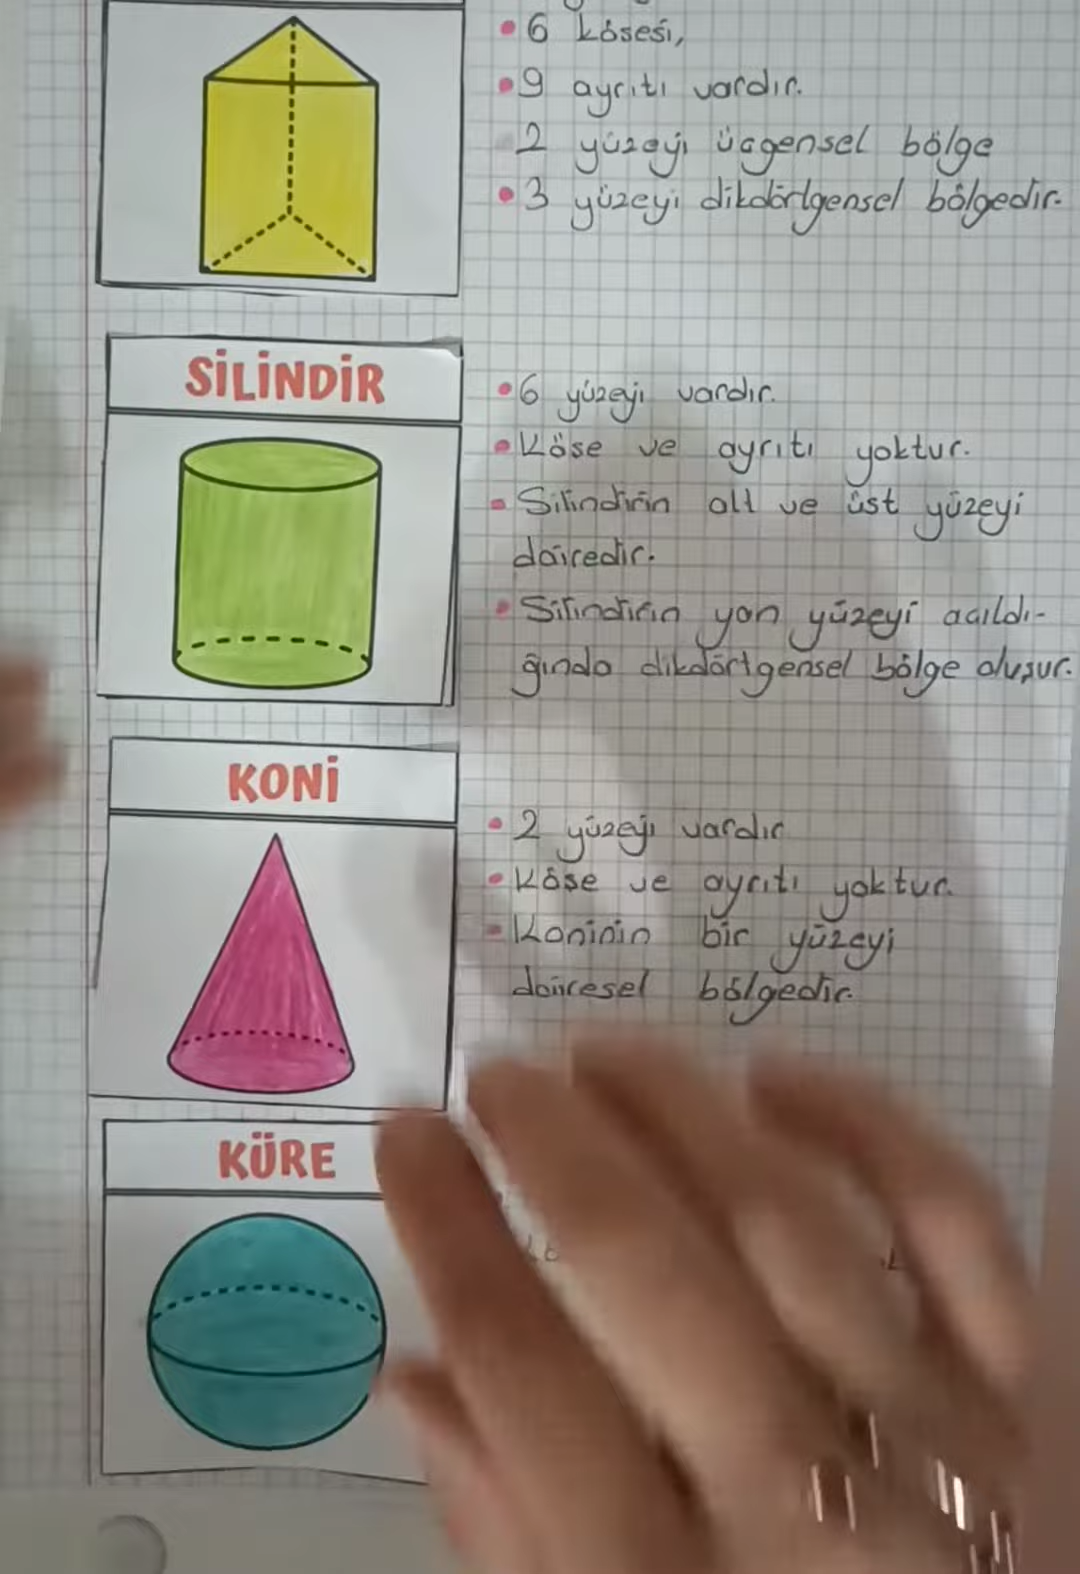 6 köşesi,
9 ayrıtı vardır.
2 yüzeyi üçgensel bölge
3 yüzeyi dikdörtgensel bölgedir.
SİLİNDİR
6 yüzeyi vardır.
Köşe ve ayrıtı yoktur.
Silindirin alt ve üst yüzeyi
dairedir.
Silindirin yan yüzeyi açıldı-
ğında dikdörtgensel bölge oluşur.
KONİ
2 yüzeyi vardır
Köşe ve ayrıtı yoktur.
Koninin bir yüzeyi
dairesel bölgedir.
KÜRE